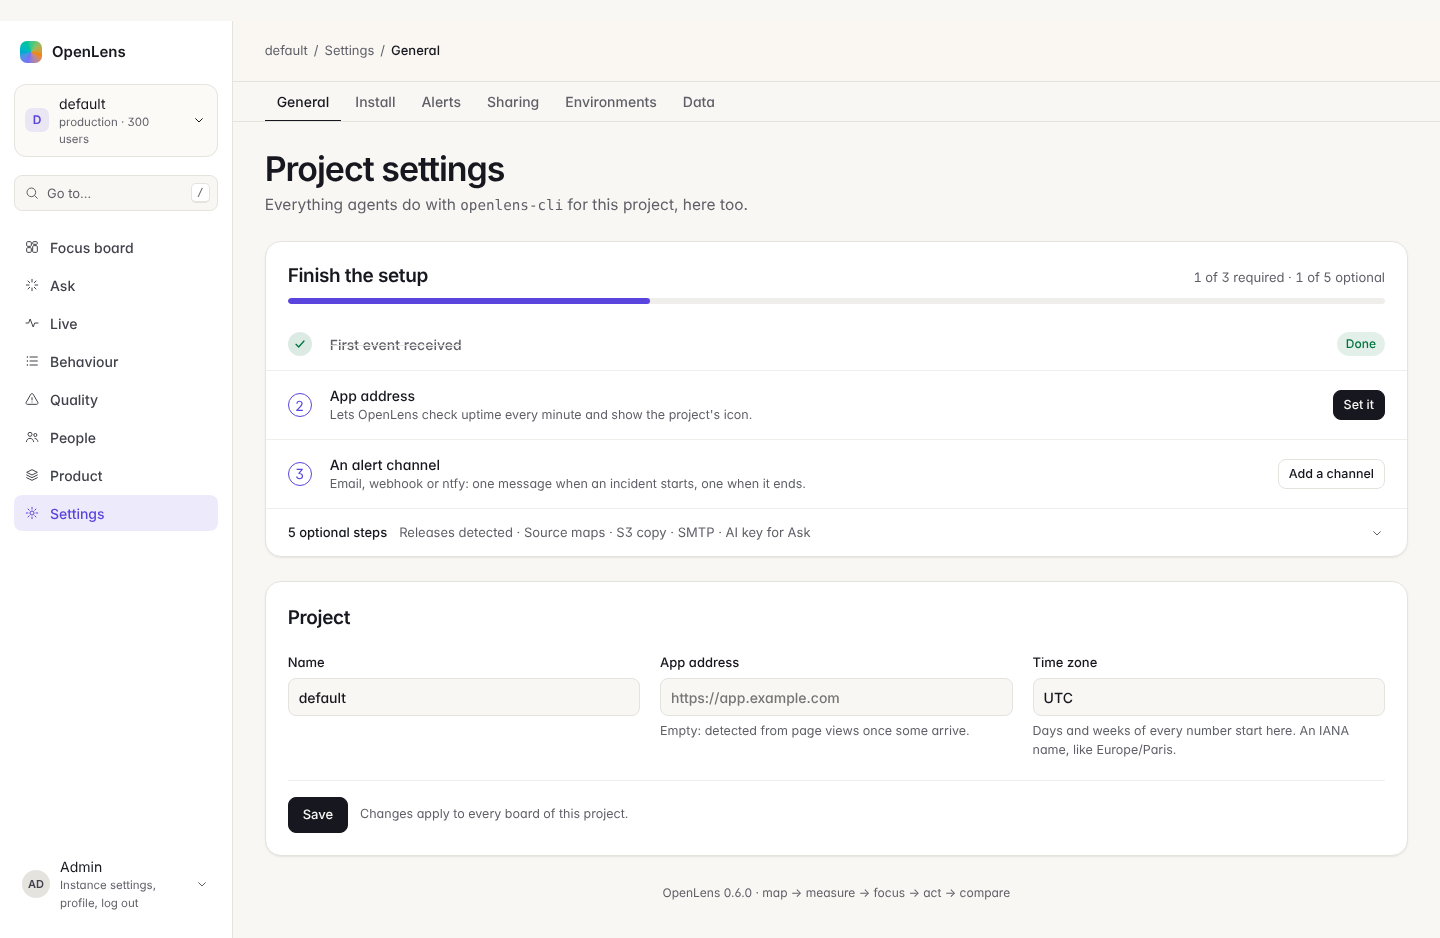 OpenLens
D
default
production · 300
users
Go to...
/
Focus board
Ask
Live
Behaviour
Quality
People
Product
Settings
AD
Admin
Instance settings,
profile, log out
default / Settings / General
General Install Alerts Sharing Environments Data
Project settings
Everything agents do with openlens-cli for this project, here too.
Finish the setup
1 of 3 required · 1 of 5 optional
First event received
Done
2
App address
Lets OpenLens check uptime every minute and show the project's icon.
Set it
3
An alert channel
Email, webhook or ntfy: one message when an incident starts, one when it ends.
Add a channel
5 optional steps Releases detected · Source maps · S3 copy · SMTP · AI key for Ask
Project
Name
default
App address
https://app.example.com
Empty: detected from page views once some arrive.
Time zone
UTC
Days and weeks of every number start here. An IANA
name, like Europe/Paris.
Save
Changes apply to every board of this project.
OpenLens 0.6.0 · map → measure → focus → act → compare